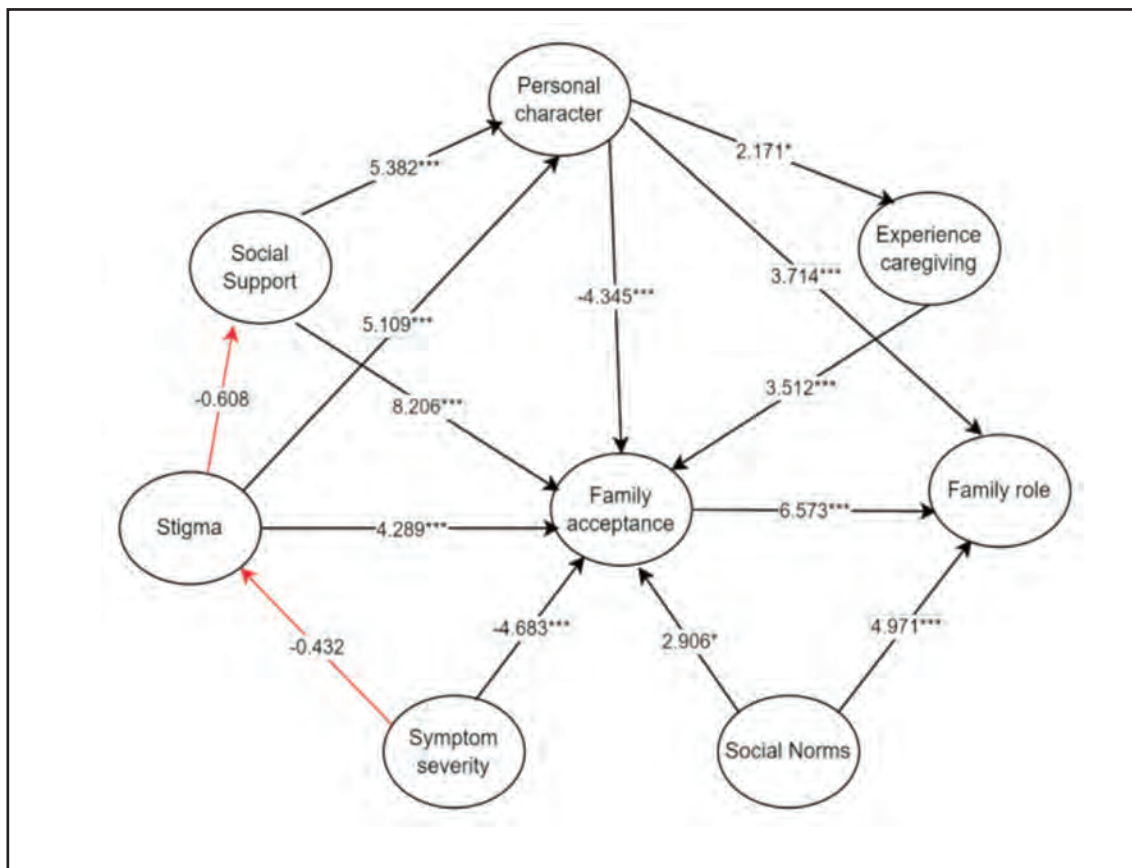 Personal
character
2.171*
5.382***
Social
Support
Experience
caregiving
3.714***
-4.345***
5.109***
-0.608
8.206***
3.512***
Stigma
4.289***
Family
acceptance
6.573***
Family role
-0.432
-4.683***
2.906*
4.971***
Symptom
severity
Social Norms